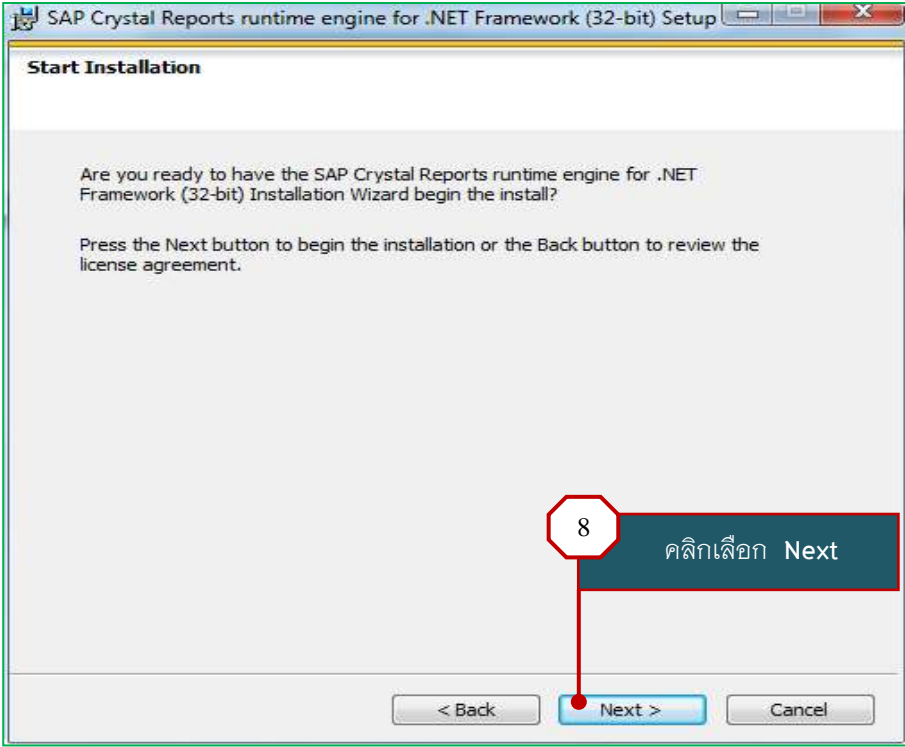 SAP Crystal Reports runtime engine for .NET Framework (32-bit) Setup
Start Installation
Are you ready to have the SAP Crystal Reports runtime engine for .NET
Framework (32-bit) Installation Wizard begin the install?
Press the Next button to begin the installation or the Back button to review the
license agreement.
8
คลิกเลือก Next
< Back
Next >
Cancel